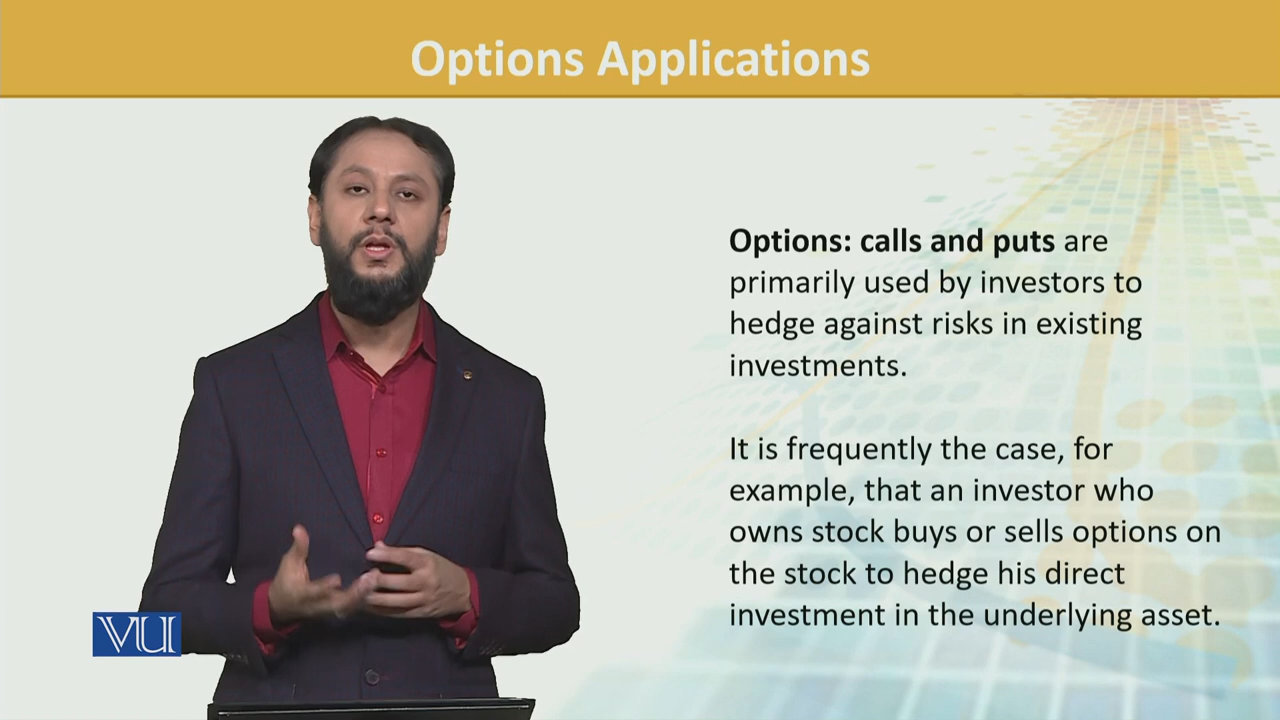 Options Applications
Options: calls and puts are
primarily used by investors to
hedge against risks in existing
investments.
It is frequently the case, for
example, that an investor who
owns stock buys or sells options on
the stock to hedge his direct
investment in the underlying asset.
VU